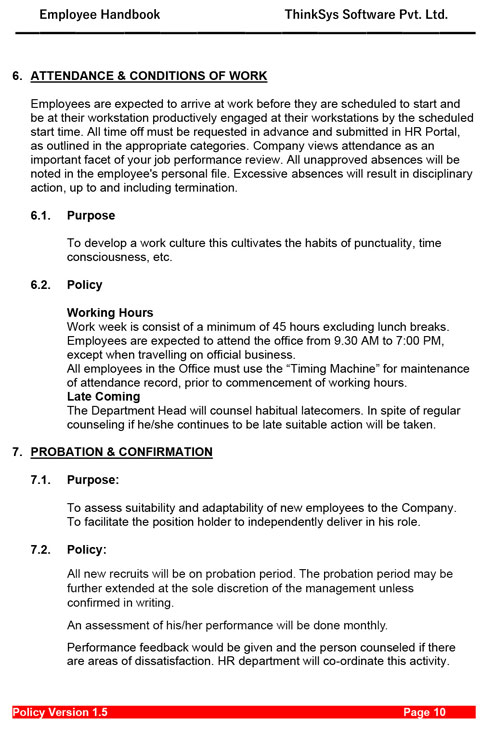 Employee Handbook ThinkSys Software Pvt. Ltd.
6. ATTENDANCE & CONDITIONS OF WORK
Employees are expected to arrive at work before they are scheduled to start and
be at their workstation productively engaged at their workstations by the scheduled
start time. All time off must be requested in advance and submitted in HR Portal,
as outlined in the appropriate categories. Company views attendance as an
important facet of your job performance review. All unapproved absences will be
noted in the employee's personal file. Excessive absences will result in disciplinary
action, up to and including termination.
6.1. Purpose
To develop a work culture this cultivates the habits of punctuality, time
consciousness, etc.
6.2. Policy
Working Hours
Work week is consist of a minimum of 45 hours excluding lunch breaks.
Employees are expected to attend the office from 9.30 AM to 7:00 PM,
except when travelling on official business.
All employees in the Office must use the “Timing Machine” for maintenance
of attendance record, prior to commencement of working hours.
Late Coming
The Department Head will counsel habitual latecomers. In spite of regular
counseling if he/she continues to be late suitable action will be taken.
7. PROBATION & CONFIRMATION
7.1. Purpose:
To assess suitability and adaptability of new employees to the Company.
To facilitate the position holder to independently deliver in his role.
7.2. Policy:
All new recruits will be on probation period. The probation period may be
further extended at the sole discretion of the management unless
confirmed in writing.
An assessment of his/her performance will be done monthly.
Performance feedback would be given and the person counseled if there
are areas of dissatisfaction. HR department will co-ordinate this activity.
Policy Version 1.5 Page 10